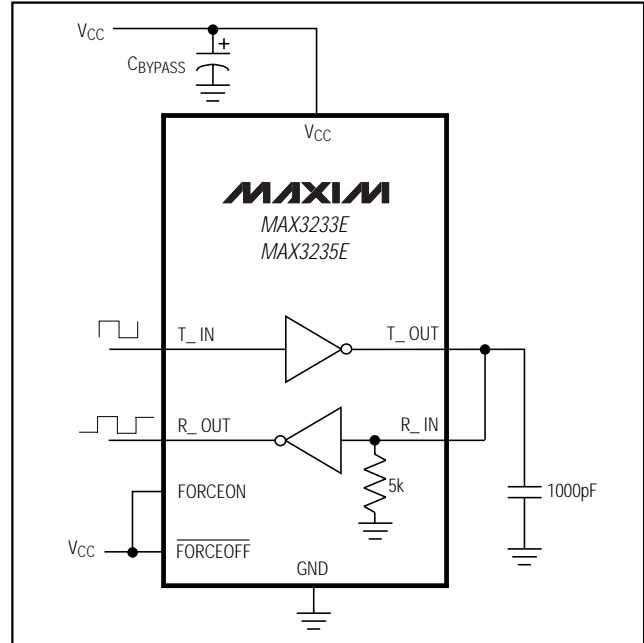 VCC
CBYPASS
VCC
MAXIM
MAX3233E
MAX3235E
T_ IN
T_ OUT
R_ OUT
R_ IN
5k
1000pF
FORCEON
VCC
FORCEOFF
GND